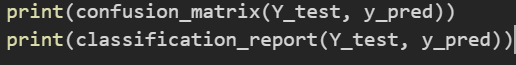 print(confusion_matrix(Y_test, y_pred))
print(classification_report(Y_test, y_pred))